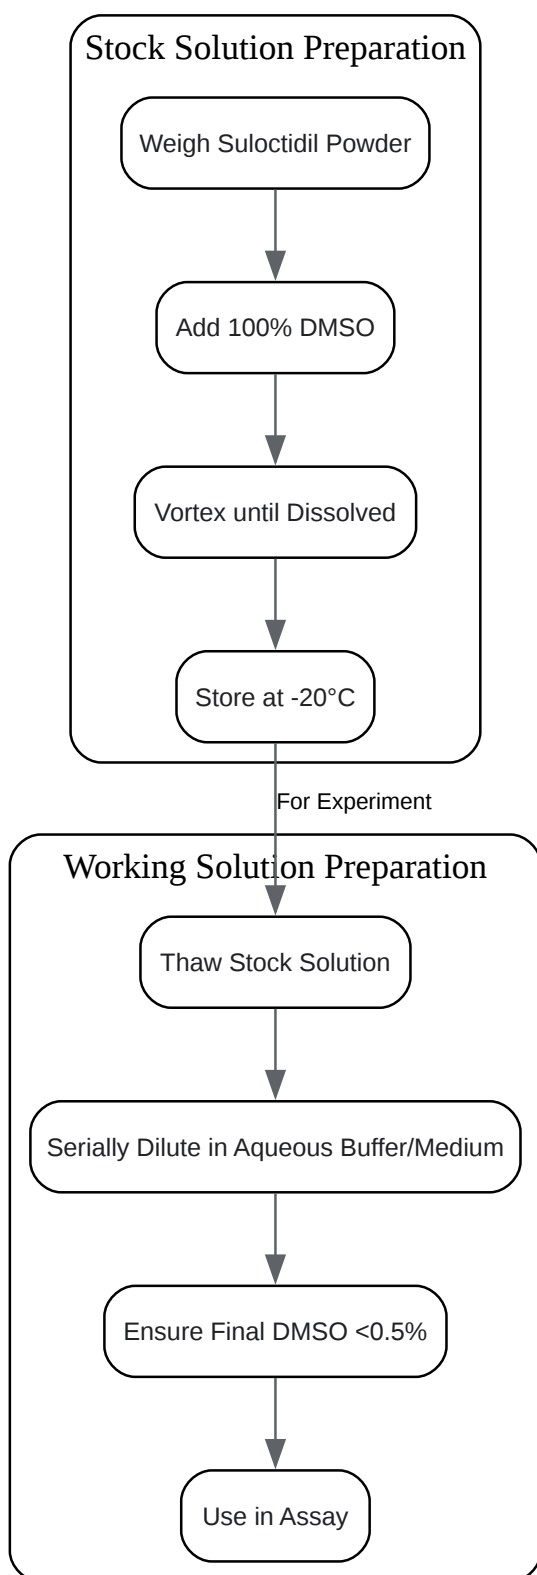 Stock Solution Preparation
Weigh Suloctidil Powder
Add 100% DMSO
Vortex until Dissolved
Store at -20°C
For Experiment
Working Solution Preparation
Thaw Stock Solution
Serially Dilute in Aqueous Buffer/Medium
Ensure Final DMSO <0.5%
Use in Assay